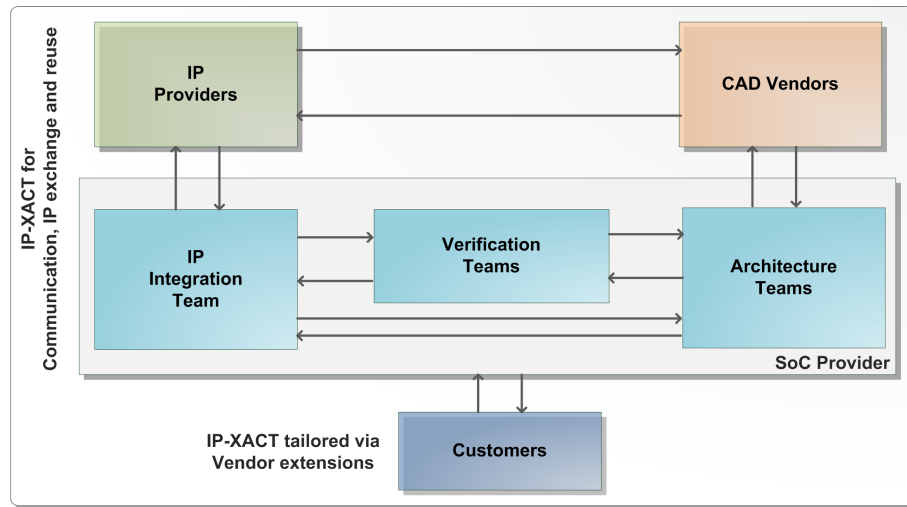 IP-XACT for
Communication, IP exchange and reuse
IP
Providers
CAD Vendors
IP
Integration
Team
Verification
Teams
Architecture
Teams
SoC Provider
IP-XACT tailored via
Vendor extensions
Customers